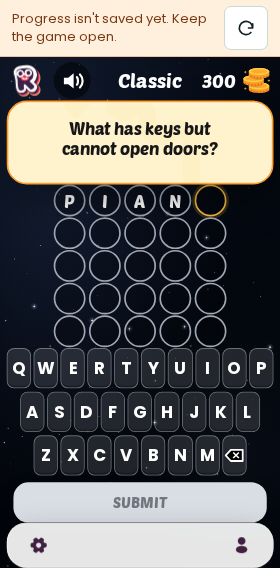 Progress isn't saved yet. Keep
the game open.
Classic
300
What has keys but
cannot open doors?
P I A N
Q W E R T Y U I O P
A S D F G H J K L
Z X C V B N M
SUBMIT